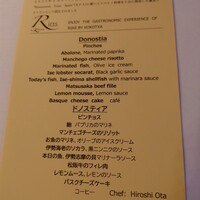 Rías
ENJOY THE GASTRONOMIC EXPERIENCE OF
Donostia
Pinchos
Abalone, Marinated paprika
Manchego cheese risotto
Marinated fish, Olive ice cream
Ise lobster socarat, Black garlic sauce
Today's fish, Ise-shima shellfish with marinara sauce
Matsusaka beef fille
Lemon mousse, Lemon sauce
Basque cheese cake café
ドノスティア
ピンチョス
鮑 パプリカのマリネ
マンチェゴチーズのリゾット
お魚のマリネ、オリーブのアイスクリーム
伊勢海老のソカラ、黒ニンニクのソース
本日の魚、伊勢志摩の貝マリナーラソース
松阪牛のフィレ肉
レモンムース、レモンのソース
バスクチーズケーキ
コーヒー
Chef: Hiroshi Ota